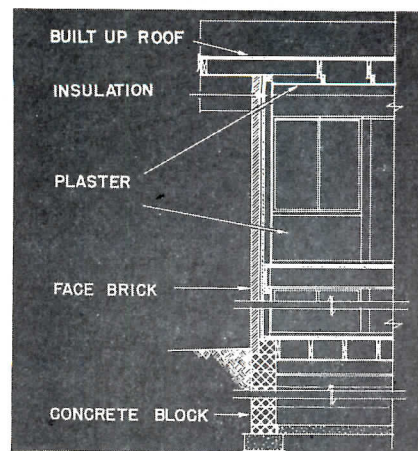 BUILT UP ROOF
INSULATION
PLASTER
FACE BRICK
CONCRETE BLOCK